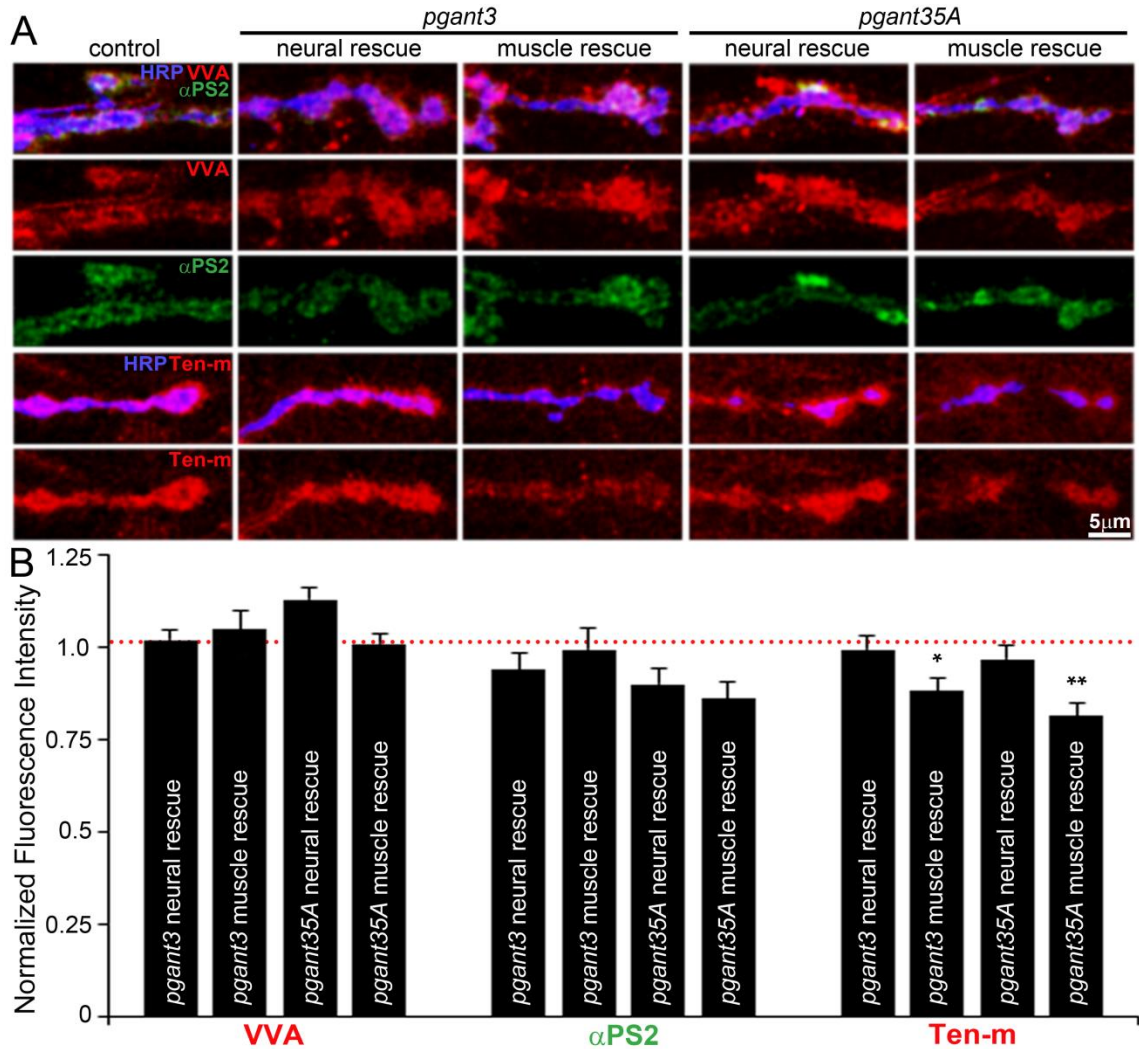 A
pgant3
pgant35A
control
neural rescue
muscle rescue
neural rescue
muscle rescue
HRP VVA
αPS2
VVA
αPS2
HRP Ten-m
Ten-m
5μm
B
Normalized Fluorescence Intensity
1.25
1.0
0.75
0.5
0.25
0
pgant3 neural rescue
pgant3 muscle rescue
pgant35A neural rescue
pgant35A muscle rescue
pgant3 neural rescue
pgant3 muscle rescue
pgant35A neural rescue
pgant35A muscle rescue
pgant3 neural rescue
*
pgant3 muscle rescue
pgant35A neural rescue
**
pgant35A muscle rescue
VVA
αPS2
Ten-m